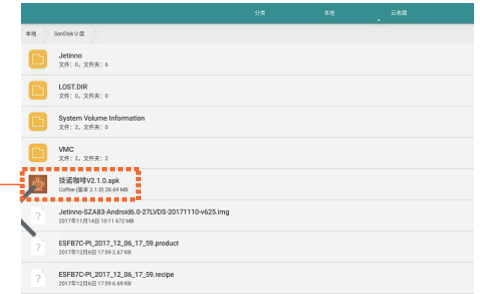 分类 本地 云收藏
本地 SanDisk U 盘
Jetinno
文件: 0, 文件夹: 6
LOST.DIR
文件: 0, 文件夹: 0
System Volume Information
文件: 2, 文件夹: 0
VMC
文件: 2, 文件夹: 2
技诺咖啡V2.1.0.apk
Coffee (版本 2.1.0) 28.69 MB
Jetinno-SZA83-Android6.0-27LVDS-20171110-v625.img
2017年11月14日 10:11 672 MB
ESFB7C-PI_2017_12_06_17_59.product
2017年12月6日 17:59 2.67 KB
ESFB7C-PI_2017_12_06_17_59.recipe
2017年12月6日 17:59 6.69 KB